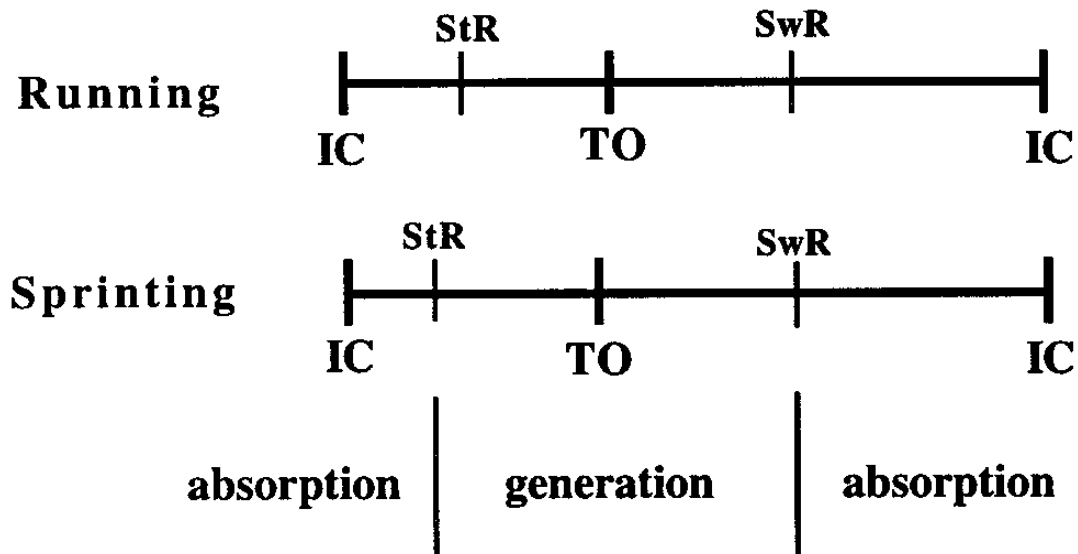 StR SwR
Running
IC TO IC
StR SwR
Sprinting
IC TO IC
absorption generation absorption